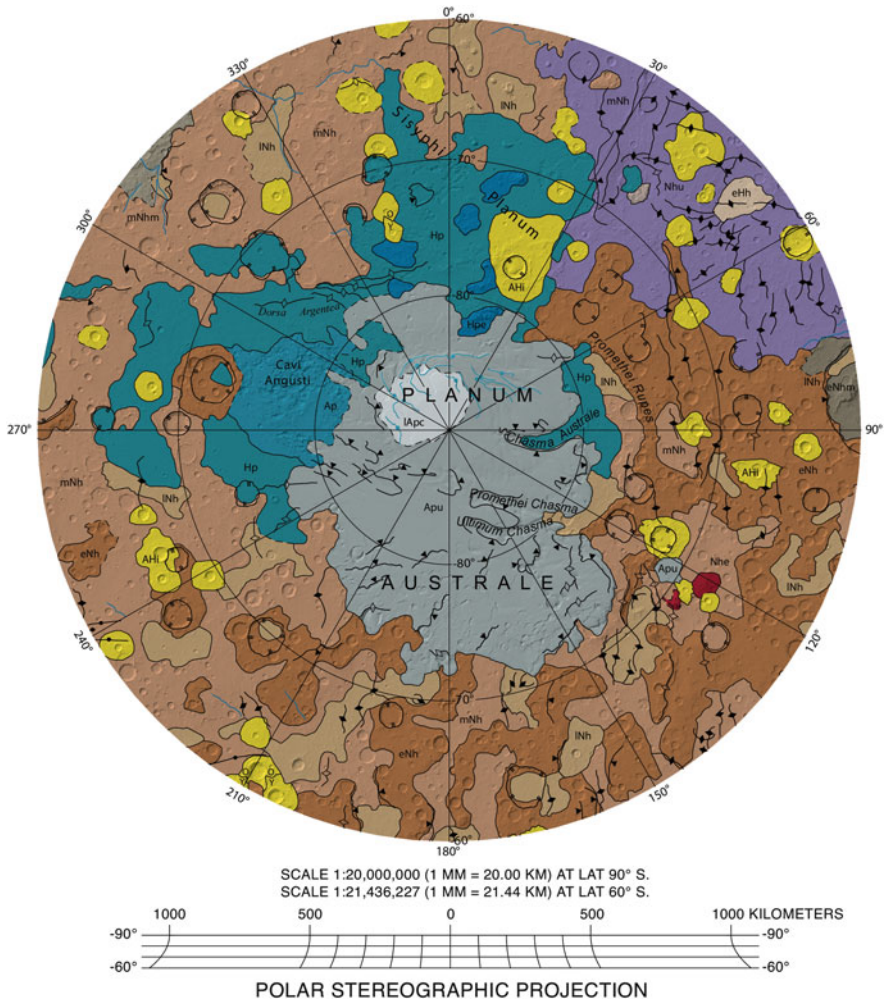 0°
-60°
330°
30°
lNh
mNh
lNh
mNh
Sisyphi
-70°
Nhu
eHh
mNhm
Planum
60°
300°
O
Y
Hp
AHi
-80°
Dorsa Argentea
Hpe
Promethei Rupes
Hp
Cavi
Angusti
Hp
lNh
lNh
eNhm
PLANUM
Ap
lApc
270°
Chasma Australe
90°
mNh
Hp
AHi
eNh
mNh
lNh
Apu
Promethei Chasma
Ultimum Chasma
eNh
AHi
-80°
Apu
Nhe
AUSTRALE
lNh
240°
120°
-70°
mNh
eNh
lNh
O
Y
O
Y
210°
150°
-60°
180°
SCALE 1:20,000,000 (1 MM = 20.00 KM) AT LAT 90° S.
SCALE 1:21,436,227 (1 MM = 21.44 KM) AT LAT 60° S.
1000 500 0 500 1000 KILOMETERS
-90° -90°
-60° -60°
POLAR STEREOGRAPHIC PROJECTION